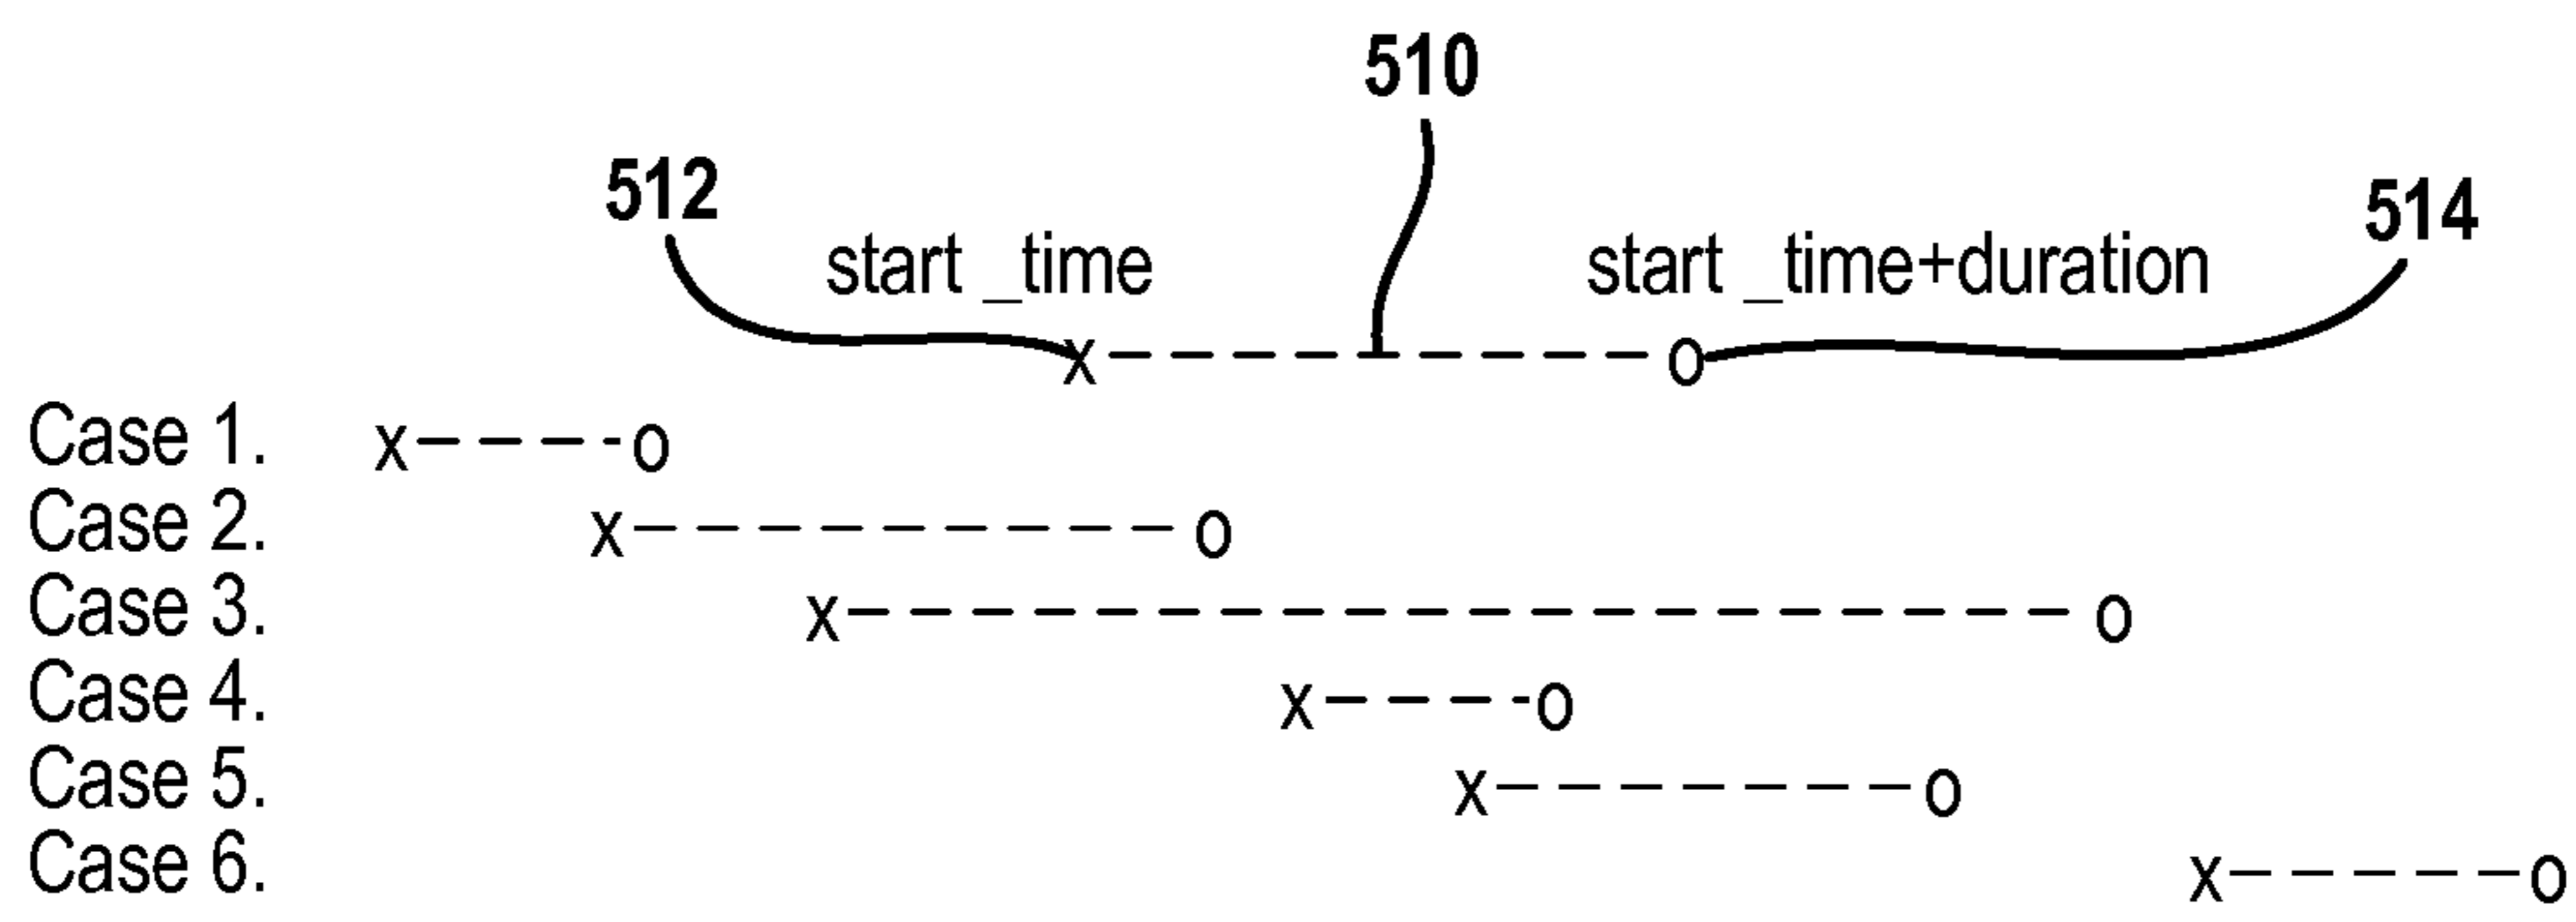 510
512
514
start _time
start _time+duration
x - - - - - - - - - o
Case 1. x - - - - o
Case 2. x - - - - - - - - - o
Case 3. x - - - - - - - - - - - - - - - - - - - - o
Case 4. x - - - - o
Case 5. x - - - - - - - o
Case 6. x - - - - - o